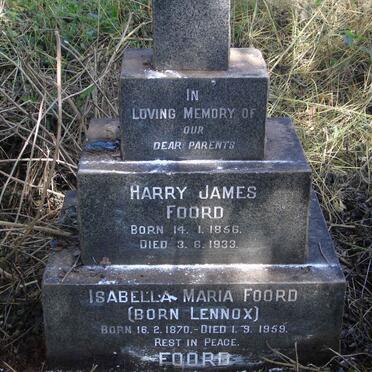 IN
LOVING MEMORY OF
OUR
DEAR PARENTS
HARRY JAMES
FOORD
BORN 14. 1. 1856.
DIED 3. 6. 1933.
ISABELLA MARIA FOORD
(BORN LENNOX)
BORN 16. 2. 1870. - DIED 1. 9. 1959.
REST IN PEACE.
FOORD